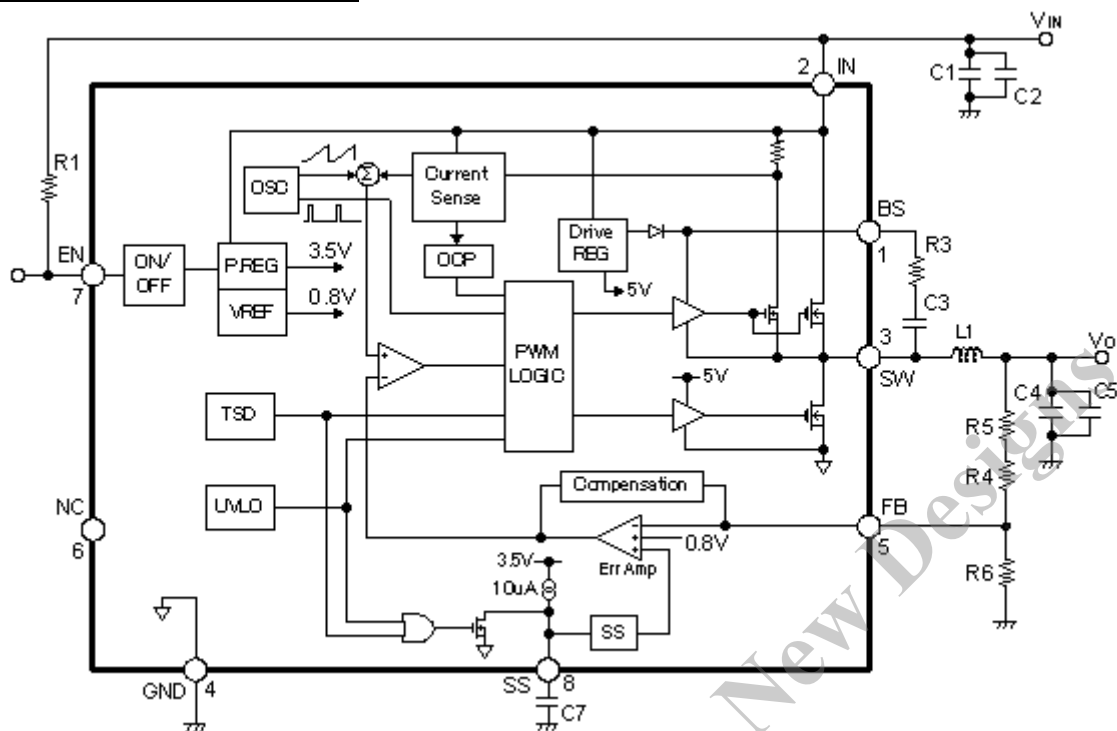 VIN
2 IN
C1
C2
R1
OSC
Σ
Current
Sense
BS
1
Drive
REG
R3
EN
7
ON/
OFF
P.REG
3.5V
OCP
5V
VREF
0.8V
C3
PWM
LOGIC
3
SW
L1
Vo
5V
C4
C5
TSD
R5
R4
Compensation
UVLO
NC
6
FB
5
0.8V
Err Amp
3.5V
10uA
R6
SS
GND
4
SS
8
C7
New Designs